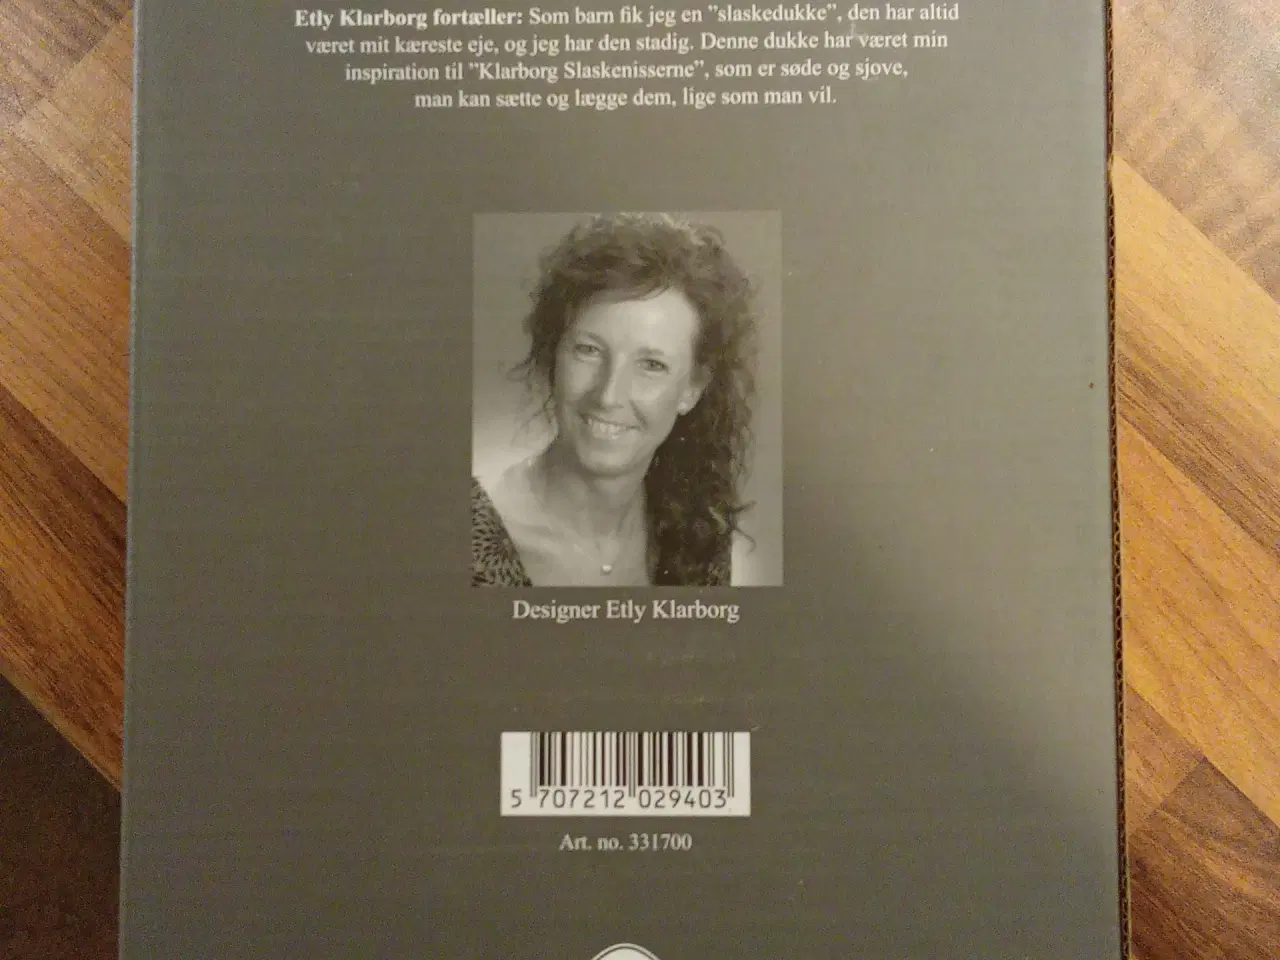 Etly Klarborg fortæller: Som barn fik jeg en ”slaskedukke”, den har altid
været mit kæreste eje, og jeg har den stadig. Denne dukke har været min
inspiration til ”Klarborg Slaskenisserne”, som er søde og sjove,
man kan sætte og lægge dem, lige som man vil.
Designer Etly Klarborg
5 707212 029403
Art. no. 331700